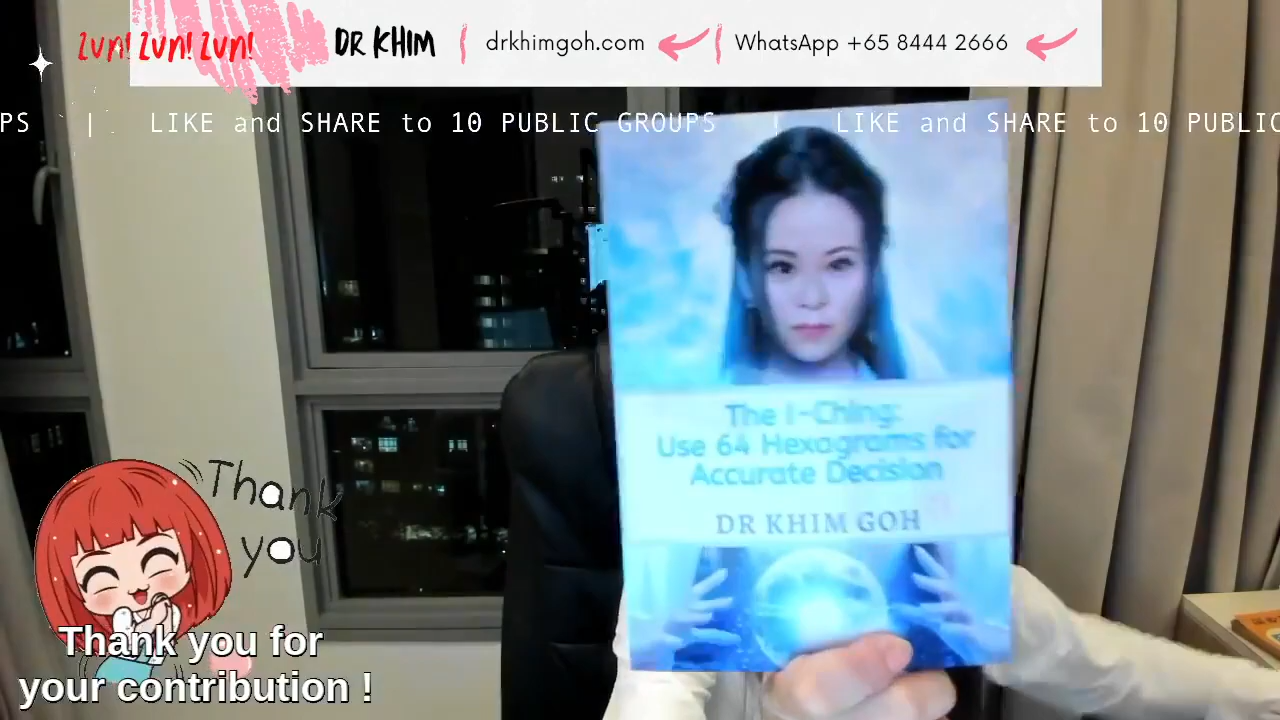 Zun! Zun! Zun! DR KHIM | drkhimgoh.com | WhatsApp +65 8444 2666
PS | LIKE and SHARE to 10 PUBLIC GROUPS | LIKE and SHARE to 10 PUBLIC
The I-Ching:
Use 64 Hexagrams for
Accurate Decision
DR KHIM GOH
Thank
you
Thank you for
your contribution !